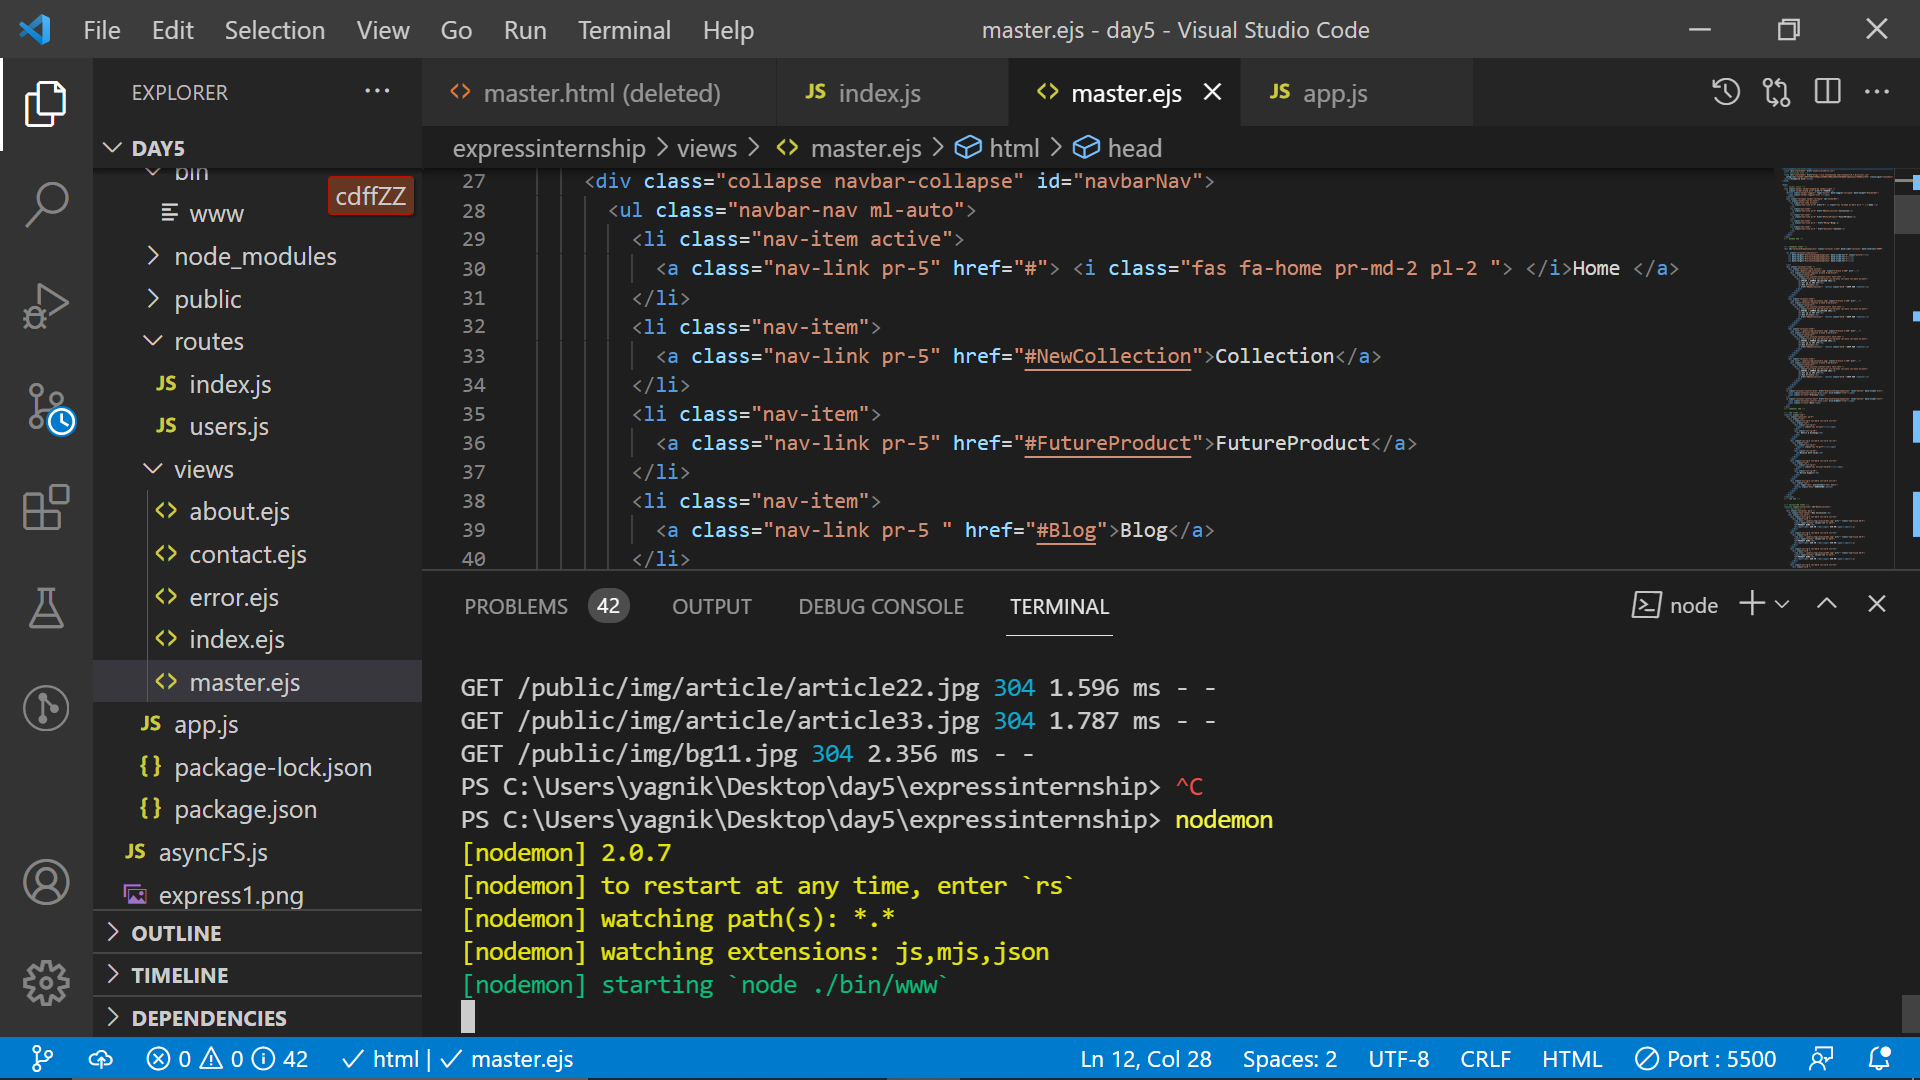 File Edit Selection View Go Run Terminal Help
master.ejs - day5 - Visual Studio Code
EXPLORER
master.html (deleted)
JS index.js
master.ejs
JS app.js
DAY5
expressinternship > views > master.ejs > html > head
bin
cdffZZ
www
node_modules
public
routes
JS index.js
JS users.js
views
about.ejs
contact.ejs
error.ejs
index.ejs
master.ejs
JS app.js
{} package-lock.json
{} package.json
JS asyncFS.js
express1.png
OUTLINE
TIMELINE
DEPENDENCIES
27 <div class="collapse navbar-collapse" id="navbarNav">
28 <ul class="navbar-nav ml-auto">
29 <li class="nav-item active">
30 <a class="nav-link pr-5" href="#"> <i class="fas fa-home pr-md-2 pl-2 "> </i>Home </a>
31 </li>
32 <li class="nav-item">
33 <a class="nav-link pr-5" href="#NewCollection">Collection</a>
34 </li>
35 <li class="nav-item">
36 <a class="nav-link pr-5" href="#FutureProduct">FutureProduct</a>
37 </li>
38 <li class="nav-item">
39 <a class="nav-link pr-5 " href="#Blog">Blog</a>
40 </li>
PROBLEMS 42 OUTPUT DEBUG CONSOLE TERMINAL
node
GET /public/img/article/article22.jpg 304 1.596 ms - -
GET /public/img/article/article33.jpg 304 1.787 ms - -
GET /public/img/bg11.jpg 304 2.356 ms - -
PS C:\Users\yagnik\Desktop\day5\expressinternship> ^C
PS C:\Users\yagnik\Desktop\day5\expressinternship> nodemon
[nodemon] 2.0.7
[nodemon] to restart at any time, enter `rs`
[nodemon] watching path(s): *.*
[nodemon] watching extensions: js,mjs,json
[nodemon] starting `node ./bin/www`
0 0 42 html | master.ejs
Ln 12, Col 28 Spaces: 2 UTF-8 CRLF HTML Port : 5500